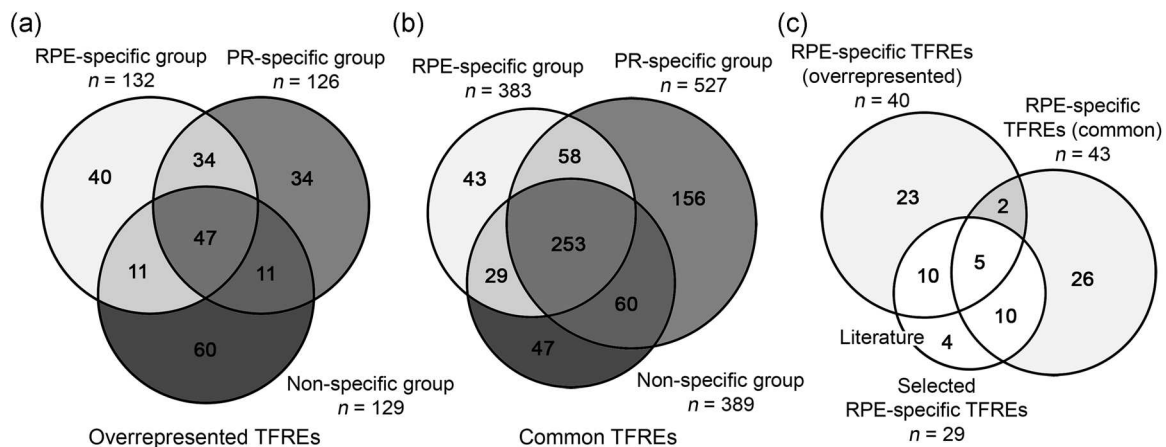 (a)
RPE-specific group
n = 132
PR-specific group
n = 126
40
34
34
47
11
11
60
Non-specific group
n = 129
Overrepresented TFREs
(b)
RPE-specific group
n = 383
PR-specific group
n = 527
43
58
156
253
29
60
47
Non-specific group
n = 389
Common TFREs
(c)
RPE-specific TFREs
(overrepresented)
n = 40
RPE-specific
TFREs (common)
n = 43
23
2
10
5
26
10
4
Literature
Selected
RPE-specific TFREs
n = 29